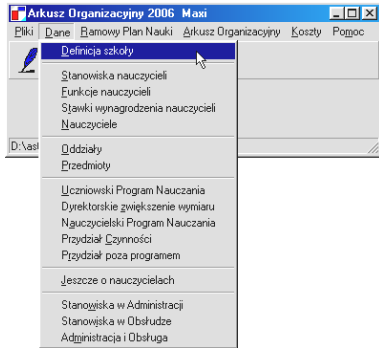 Arkusz Organizacyjny 2006 Maxi
Pliki Dane Ramowy Plan Nauki Arkusz Organizacyjny Koszty Pomoc
Definicja szkoły
Stanowiska nauczycieli
Funkcje nauczycieli
Stawki wynagrodzenia nauczycieli
Nauczyciele
D:\ast
Oddziały
Przedmioty
Uczniowski Program Nauczania
Dyrektorskie zwiększenie wymiaru
Nauczycielski Program Nauczania
Przydział Czynności
Przydział poza programem
Jeszcze o nauczycielach
Stanowiska w Administracji
Stanowiska w Obsłudze
Administracja i Obsługa